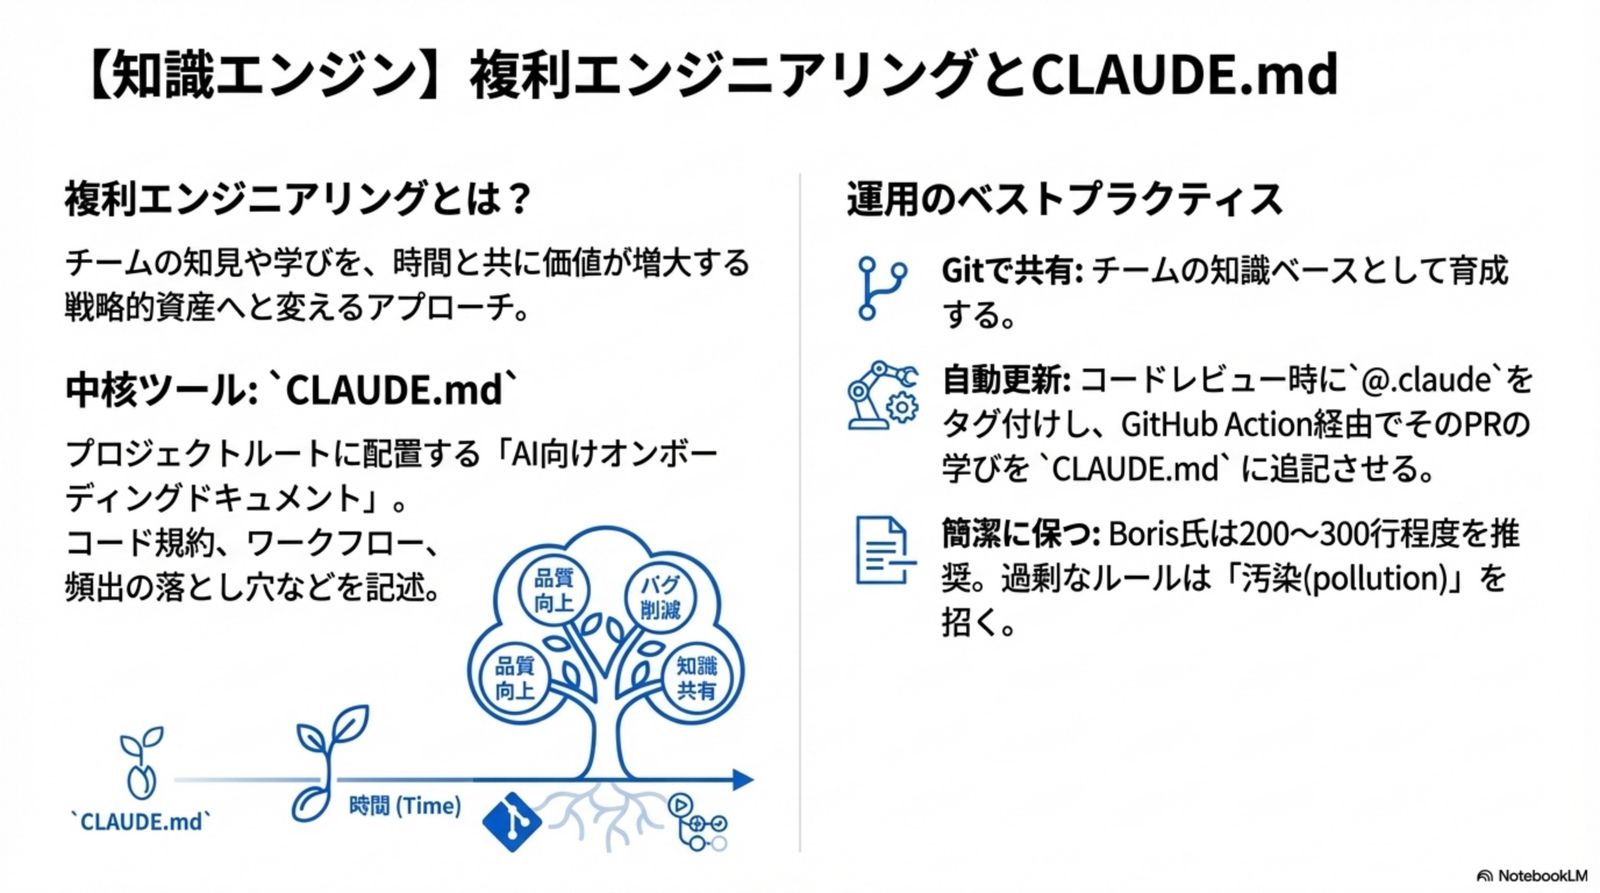 【知識エンジン】複利エンジニアリングとCLAUDE.md
複利エンジニアリングとは？
チームの知見や学びを、時間と共に価値が増大する
戦略的資産へと変えるアプローチ。
中核ツール: `CLAUDE.md`
プロジェクトルートに配置する「AI向けオンボー
ディングドキュメント」。
コード規約、ワークフロー、
頻出の落とし穴などを記述。
品質
向上
バグ
削減
品質
向上
知識
共有
`CLAUDE.md`
時間 (Time)
運用のベストプラクティス
Gitで共有: チームの知識ベースとして育成
する。
自動更新: コードレビュー時に`@.claude`を
タグ付けし、GitHub Action経由でそのPRの
学びを `CLAUDE.md` に追記させる。
簡潔に保つ: Boris氏は200〜300行程度を推
奨。過剰なルールは「汚染(pollution)」を
招く。
NotebookLM